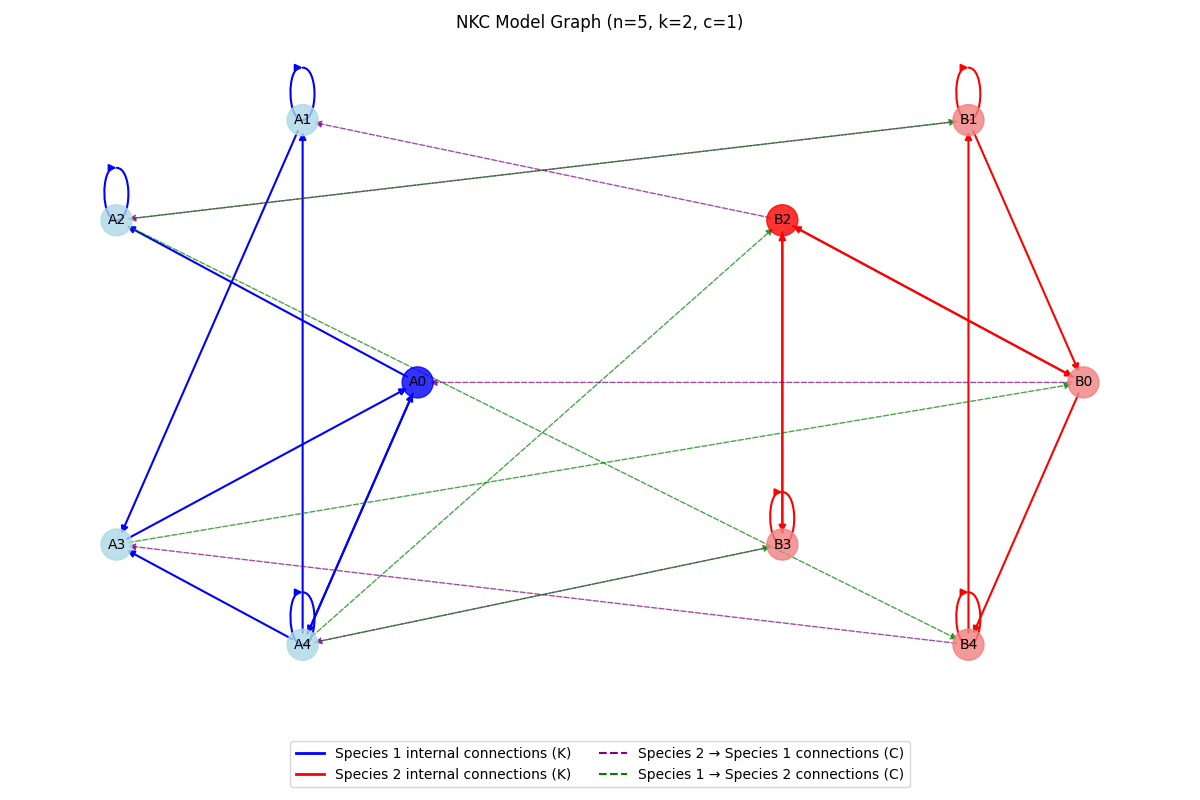 NKC Model Graph (n=5, k=2, c=1)
A1
B1
A2
B2
A0
B0
A3
B3
A4
B4
Species 1 internal connections (K)
Species 2 → Species 1 connections (C)
Species 2 internal connections (K)
Species 1 → Species 2 connections (C)